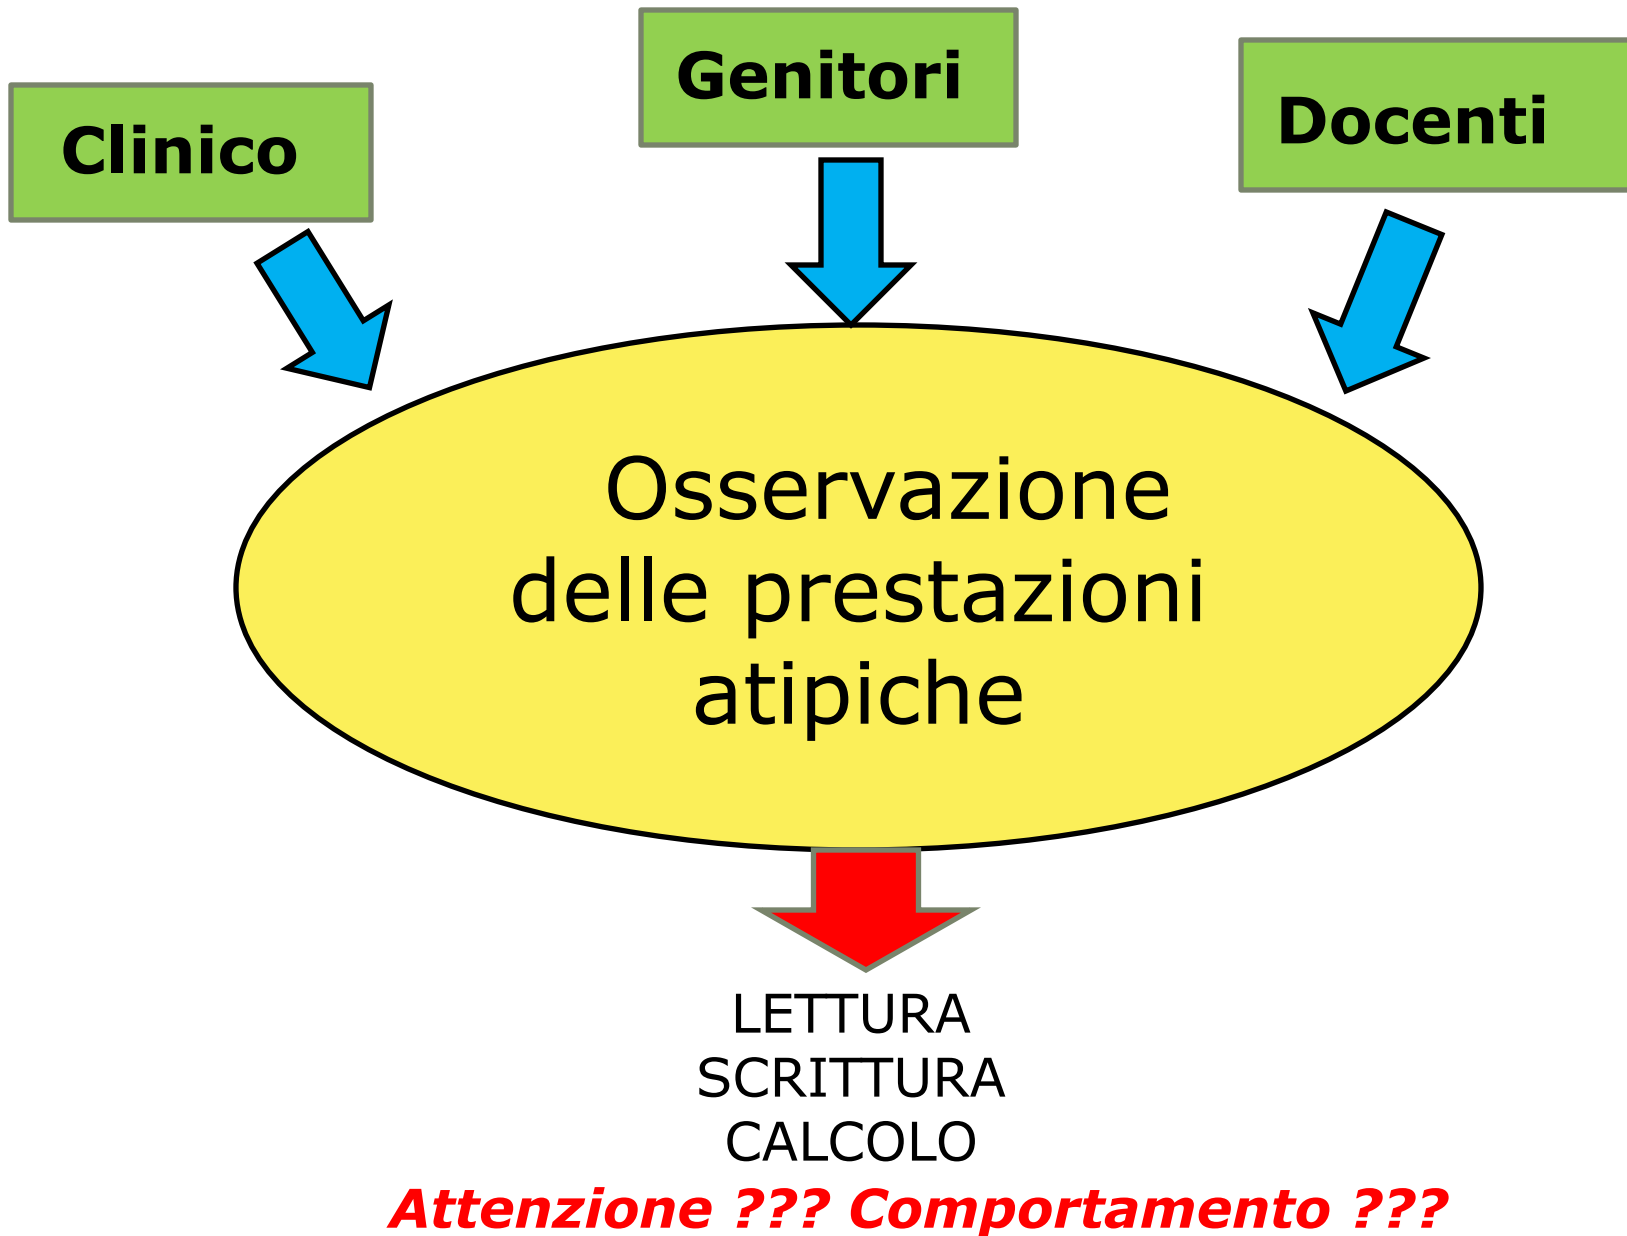 Clinico
Genitori
Docenti
Osservazione
delle prestazioni
atipiche
LETTURA
SCRITTURA
CALCOLO
Attenzione ??? Comportamento ???